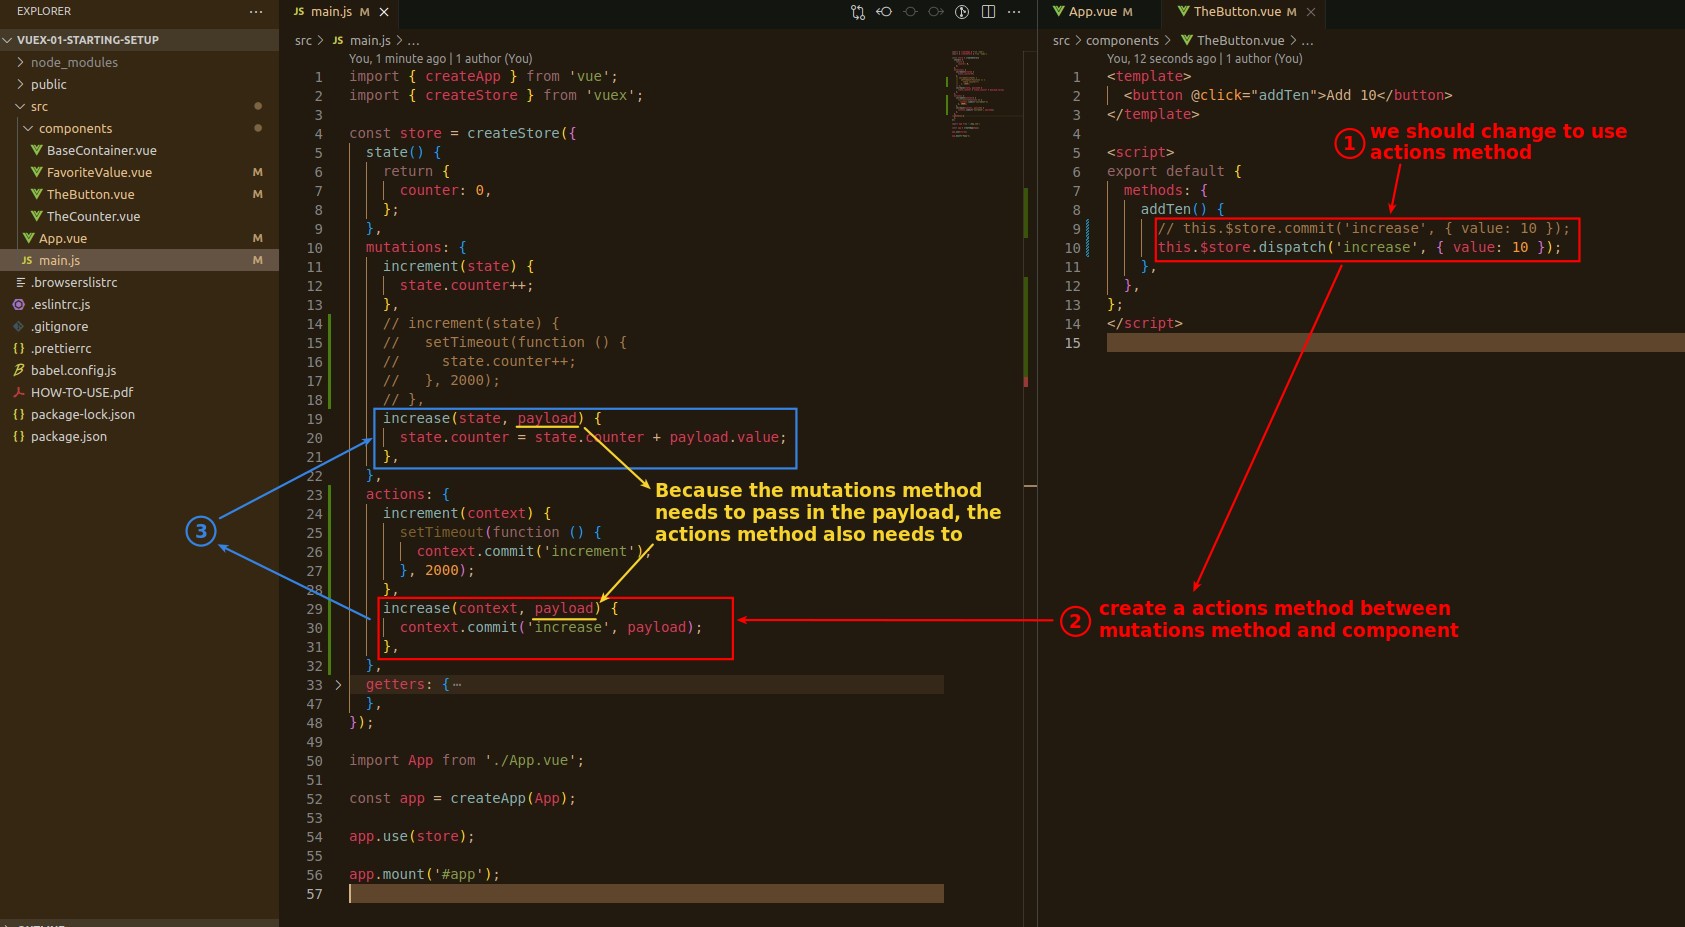 EXPLORER
VUEX-01-STARTING-SETUP
node_modules
public
src
components
BaseContainer.vue
FavoriteValue.vue M
TheButton.vue M
TheCounter.vue
App.vue M
JS main.js M
.browserslistrc
.eslintrc.js
.gitignore
{} .prettierrc
babel.config.js
HOW-TO-USE.pdf
{} package-lock.json
{} package.json
OUTLINE
JS main.js M
src > JS main.js > ...
You, 1 minute ago | 1 author (You)
1 import { createApp } from 'vue';
2 import { createStore } from 'vuex';
3
4 const store = createStore({
5 state() {
6 return {
7 counter: 0,
8 };
9 },
10 mutations: {
11 increment(state) {
12 state.counter++;
13 },
14 // increment(state) {
15 // setTimeout(function () {
16 // state.counter++;
17 // }, 2000);
18 // },
19 increase(state, payload) {
20 state.counter = state.counter + payload.value;
21 },
22 },
23 actions: {
24 increment(context) {
25 setTimeout(function () {
26 context.commit('increment');
27 }, 2000);
28 },
29 increase(context, payload) {
30 context.commit('increase', payload);
31 },
32 },
33 getters: {⋯
47 },
48 });
49
50 import App from './App.vue';
51
52 const app = createApp(App);
53
54 app.use(store);
55
56 app.mount('#app');
57
3
Because the mutations method
needs to pass in the payload, the
actions method also needs to
App.vue M
TheButton.vue M
src > components > TheButton.vue > ...
You, 12 seconds ago | 1 author (You)
1 <template>
2 <button @click="addTen">Add 10</button>
3 </template>
4
5 <script>
6 export default {
7 methods: {
8 addTen() {
9 // this.$store.commit('increase', { value: 10 });
10 this.$store.dispatch('increase', { value: 10 });
11 },
12 },
13 };
14 </script>
15
1 we should change to use
actions method
2 create a actions method between
mutations method and component